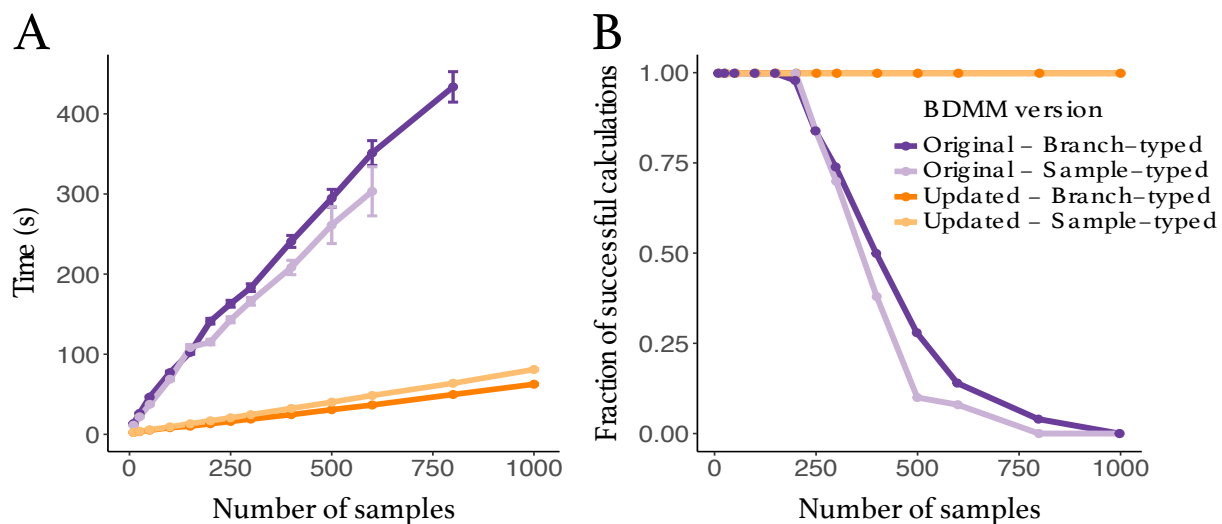 A
Time (s)
400
300
200
100
0
0 250 500 750 1000
Number of samples
B
Fraction of successful calculations
1.00
0.75
0.50
0.25
0.00
0 250 500 750 1000
Number of samples
BDMM version
Original – Branch–typed
Original – Sample–typed
Updated – Branch–typed
Updated – Sample–typed